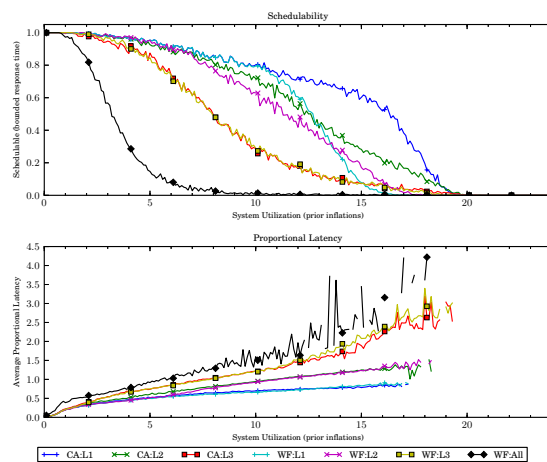 Schedulability
Schedulable (bounded response time)
1.0
0.8
0.6
0.4
0.2
0.0
0 5 10 15 20
System Utilization (prior inflations)
Proportional Latency
Average Proportional Latency
4.5
4.0
3.5
3.0
2.5
2.0
1.5
1.0
0.5
0.0
0 5 10 15 20
System Utilization (prior inflations)
CA:L1 CA:L2 CA:L3 WF:L1 WF:L2 WF:L3 WF:All